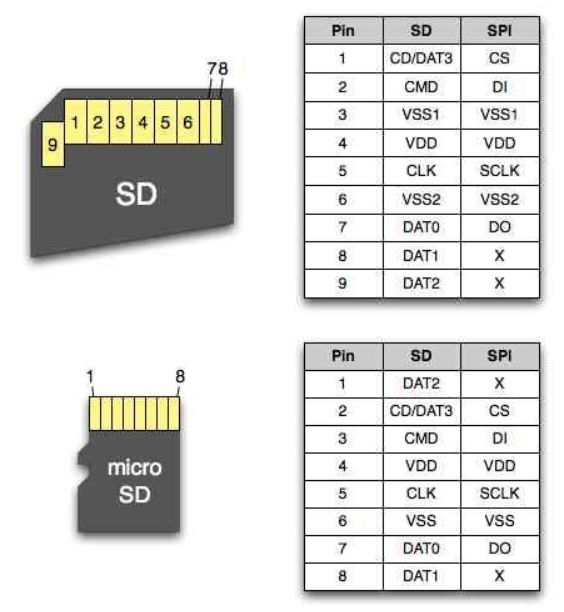 78
1 2 3 4 5 6
9
SD
Pin SD SPI
1 CD/DAT3 CS
2 CMD DI
3 VSS1 VSS1
4 VDD VDD
5 CLK SCLK
6 VSS2 VSS2
7 DAT0 DO
8 DAT1 X
9 DAT2 X
1 8
micro
SD
Pin SD SPI
1 DAT2 X
2 CD/DAT3 CS
3 CMD DI
4 VDD VDD
5 CLK SCLK
6 VSS VSS
7 DAT0 DO
8 DAT1 X